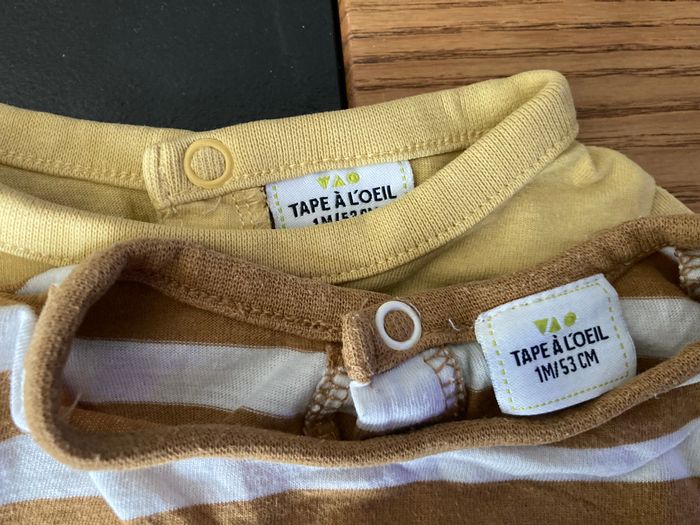 TAPE À L'OEIL
1M/53 CM
TAPE À L'OEIL
1M/53 CM